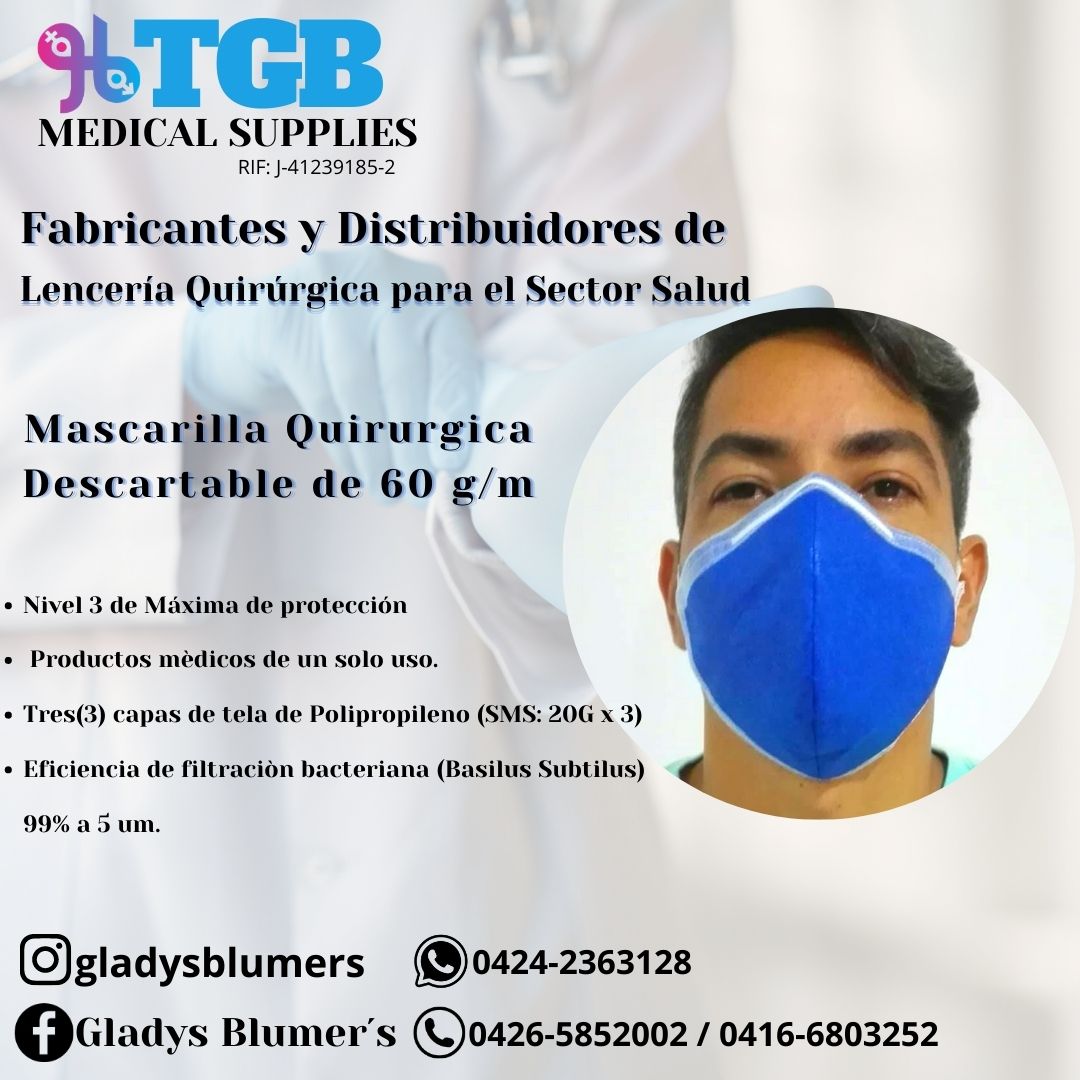 TGB
MEDICAL SUPPLIES
RIF: J-41239185-2
Fabricantes y Distribuidores de
Lencería Quirúrgica para el Sector Salud
Mascarilla Quirurgica
Descartable de 60 g/m
• Nivel 3 de Máxima de protección
• Productos mèdicos de un solo uso.
• Tres(3) capas de tela de Polipropileno (SMS: 20G x 3)
• Eficiencia de filtraciòn bacteriana (Basilus Subtilus)
99% a 5 um.
gladysblumers
0424-2363128
Gladys Blumer´s
0426-5852002 / 0416-6803252